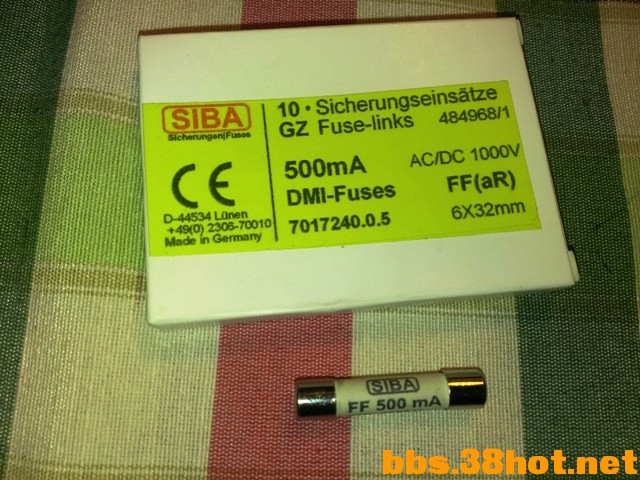 SIBA
Sicherungen|Fuses
D-44534 Lünen
+49(0) 2306-70010
Made in Germany
10 • Sicherungseinsätze
GZ Fuse-links 484968/1
500mA AC/DC 1000V
DMI-Fuses FF(aR)
7017240.0.5 6X32mm
SIBA
FF 500 mA
bbs.38hot.net